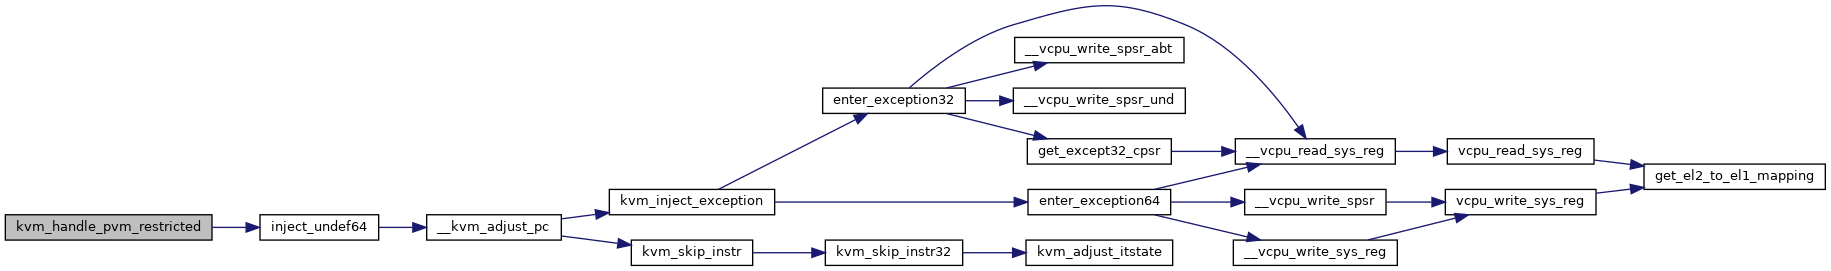 kvm_handle_pvm_restricted
inject_undef64
__kvm_adjust_pc
kvm_inject_exception
kvm_skip_instr
enter_exception32
kvm_skip_instr32
__vcpu_write_spsr_abt
__vcpu_write_spsr_und
get_except32_cpsr
enter_exception64
kvm_adjust_itstate
__vcpu_read_sys_reg
__vcpu_write_spsr
__vcpu_write_sys_reg
vcpu_read_sys_reg
vcpu_write_sys_reg
get_el2_to_el1_mapping